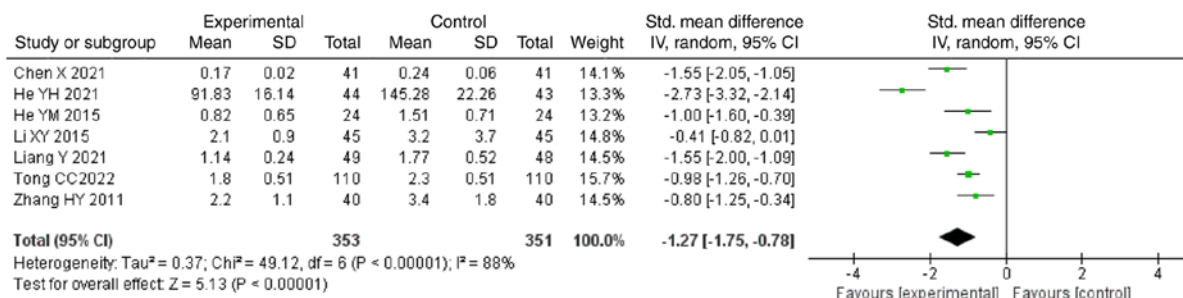 Experimental Control Std. mean difference Std. mean difference
Study or subgroup Mean SD Total Mean SD Total Weight IV, random, 95% CI IV, random, 95% CI
Chen X 2021 0.17 0.02 41 0.24 0.06 41 14.1% -1.55 [-2.05, -1.05]
He YH 2021 91.83 16.14 44 145.28 22.26 43 13.3% -2.73 [-3.32, -2.14]
He YM 2015 0.82 0.65 24 1.51 0.71 24 13.2% -1.00 [-1.60, -0.39]
Li XY 2015 2.1 0.9 45 3.2 3.7 45 14.8% -0.41 [-0.82, 0.01]
Liang Y 2021 1.14 0.24 49 1.77 0.52 48 14.5% -1.55 [-2.00, -1.09]
Tong CC2022 1.8 0.51 110 2.3 0.51 110 15.7% -0.98 [-1.26, -0.70]
Zhang HY 2011 2.2 1.1 40 3.4 1.8 40 14.5% -0.80 [-1.25, -0.34]
Total (95% CI) 353 351 100.0% -1.27 [-1.75, -0.78]
Heterogeneity: Tau² = 0.37; Chi² = 49.12, df = 6 (P < 0.00001); I² = 88%
Test for overall effect: Z = 5.13 (P < 0.00001)
-4 -2 0 2 4
Favours [experimental] Favours [control]